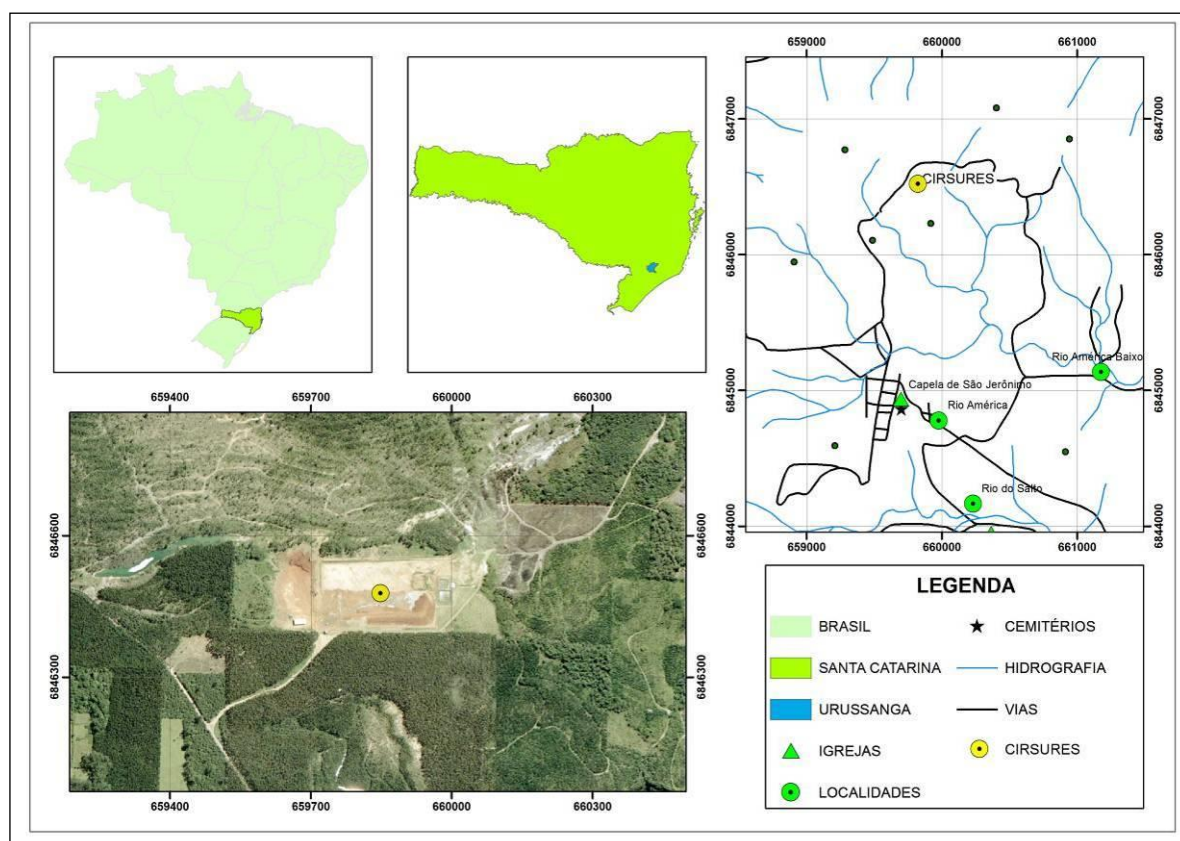 659000 660000 661000
6847000 6847000
CIRSURES
6846000 6846000
Rio América Baixo
6845000 6845000
Capela de São Jerônimo
Rio América
Rio do Salto
6844000 6844000
659000 660000 661000
659400 659700 660000 660300
6846600 6846600
6846300 6846300
659400 659700 660000 660300
LEGENDA
BRASIL
CEMITÉRIOS
SANTA CATARINA
HIDROGRAFIA
URUSSANGA
VIAS
IGREJAS
CIRSURES
LOCALIDADES